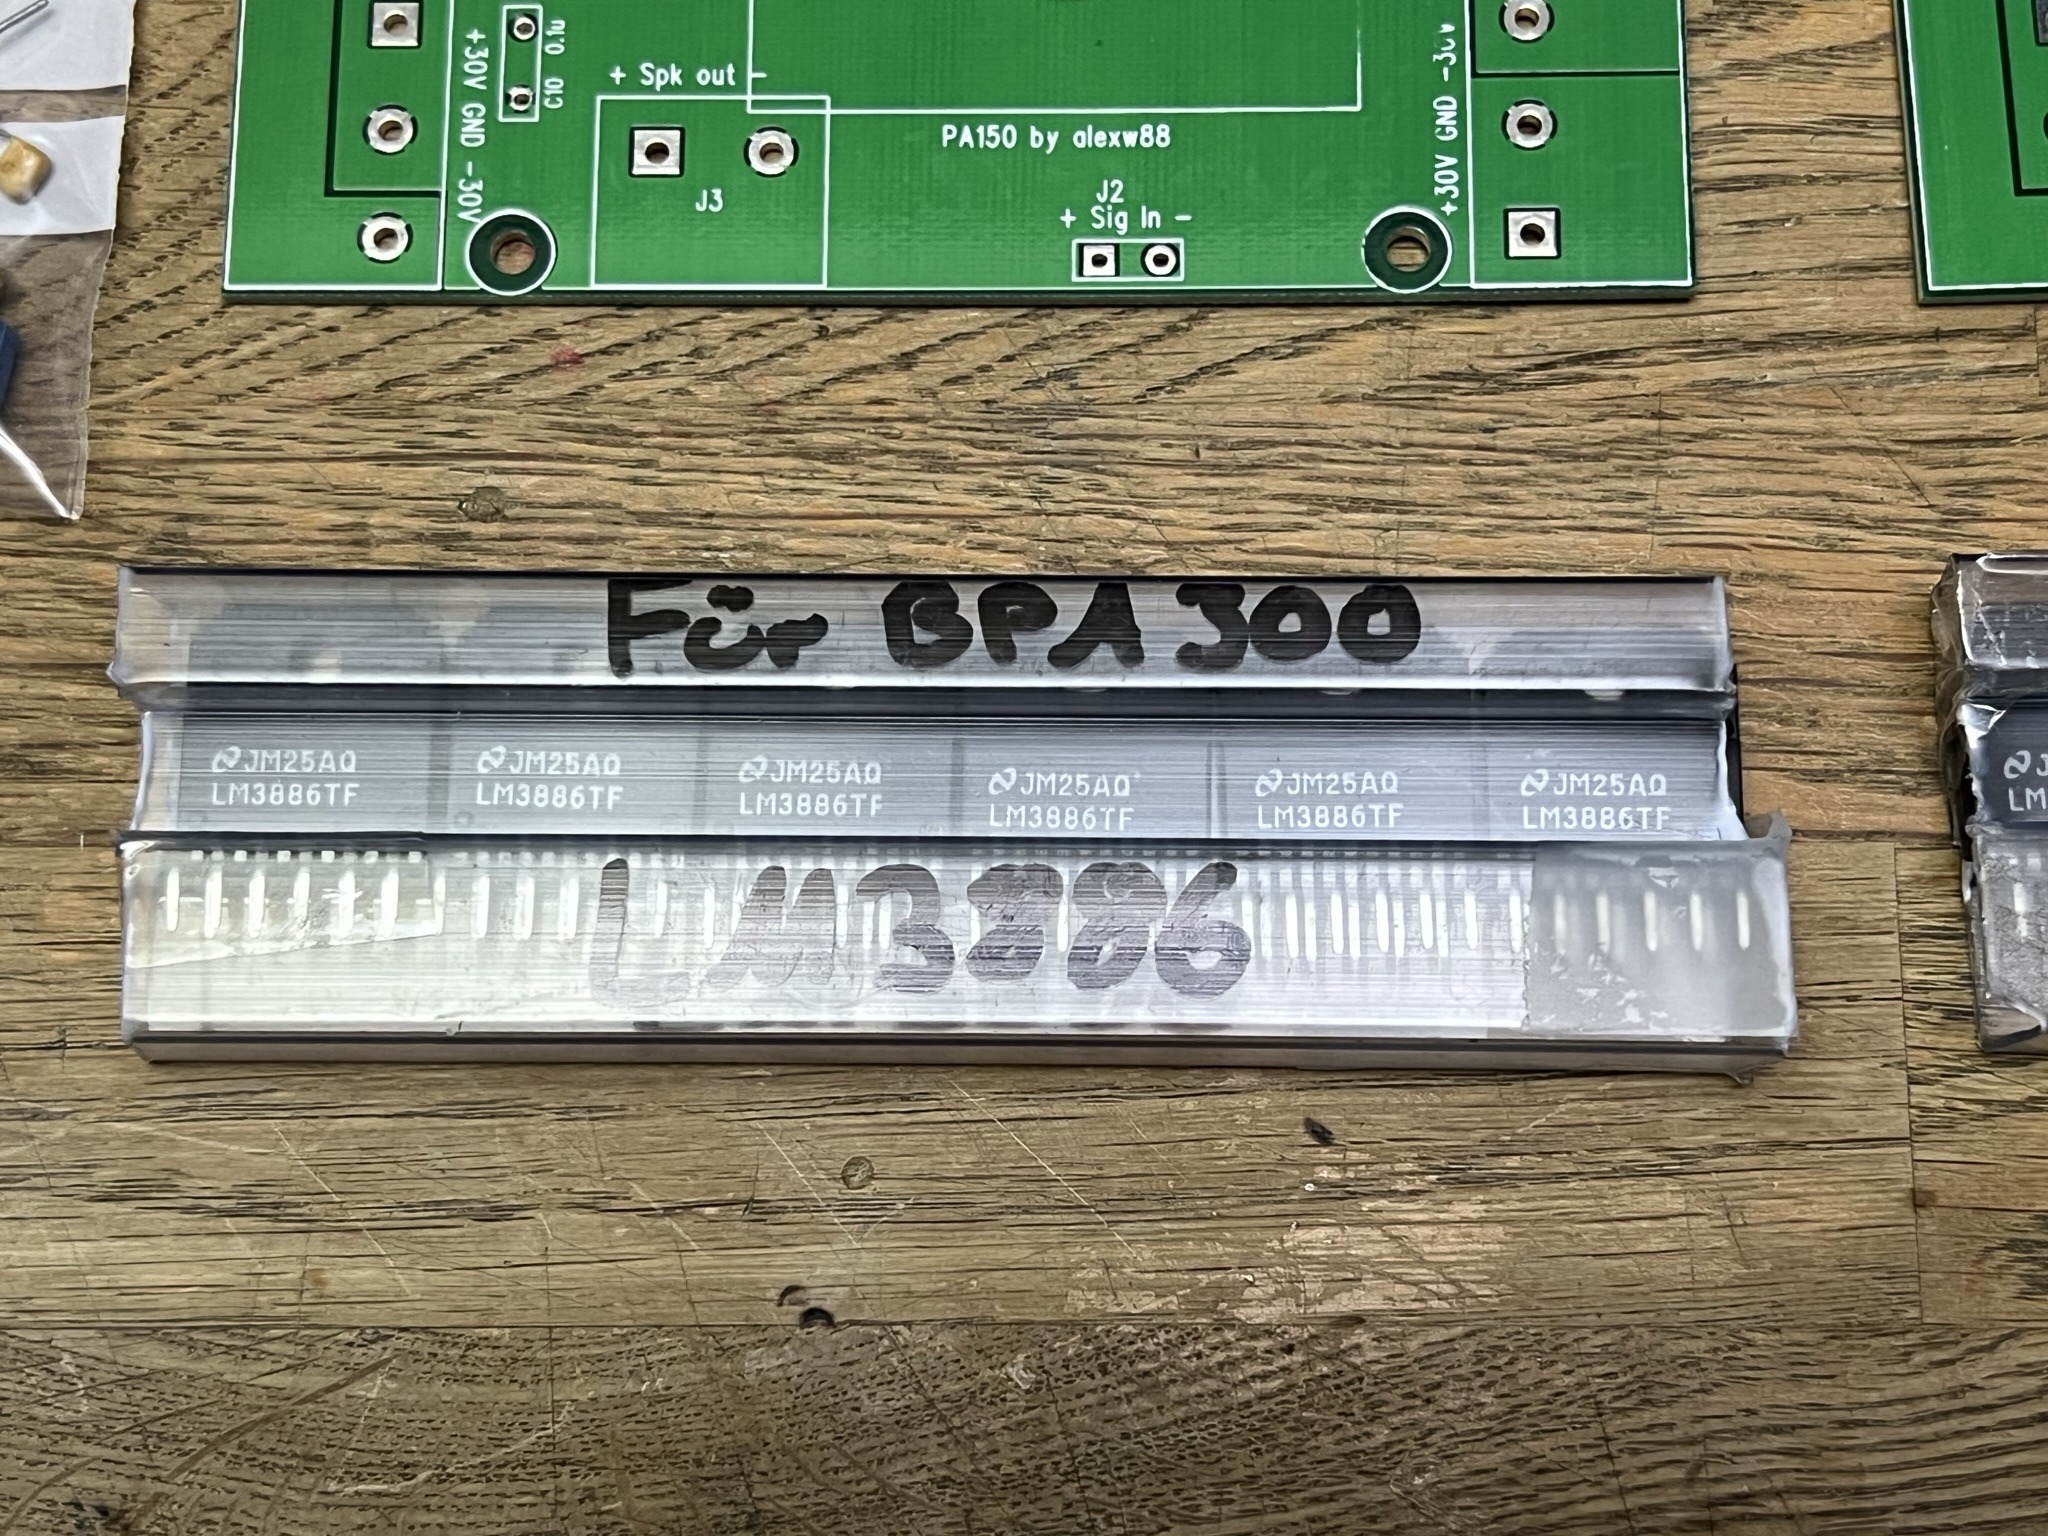 +30V GND -30V
C10 0.1u
+ Spk out -
J3
PA150 by alexw88
J2
+ Sig In -
+30V GND -30V
Für BPA300
JM25AQ
LM3886TF
JM25AQ
LM3886TF
JM25AQ
LM3886TF
JM25AQ
LM3886TF
JM25AQ
LM3886TF
JM25AQ
LM3886TF
LM3886
J
LM